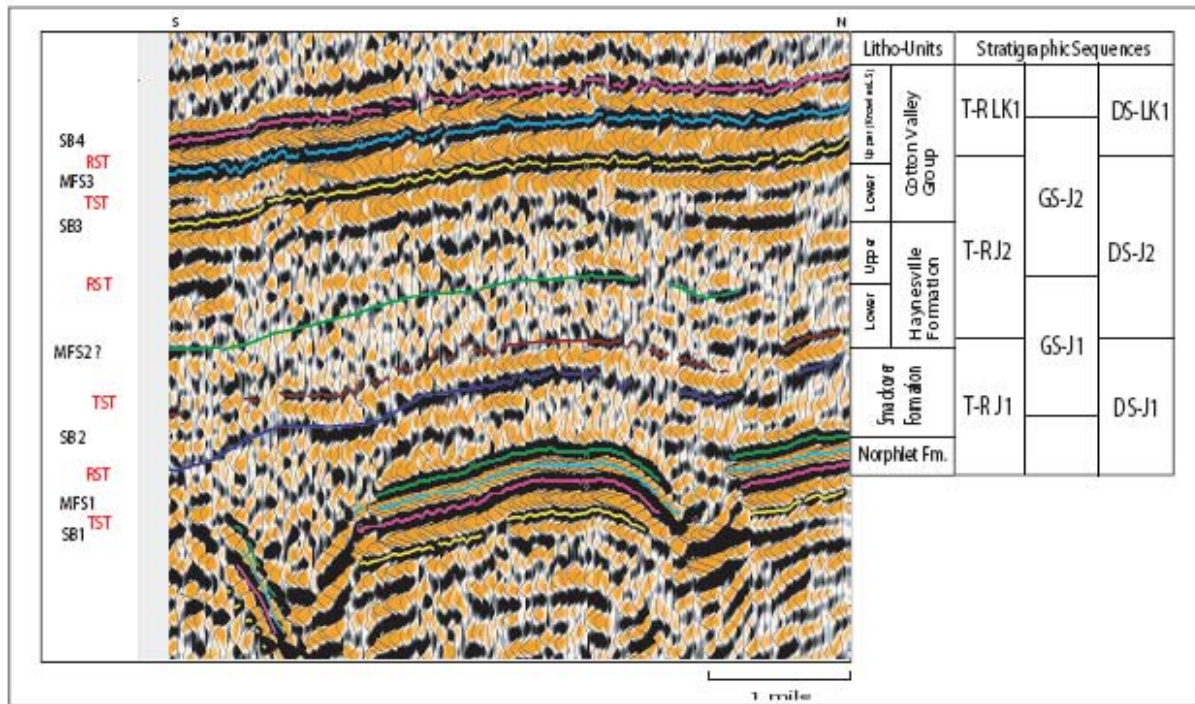 S
N
SB4
RST
MFS3
TST
SB3
RST
MFS2 ?
TST
SB2
RST
MFS1
TST
SB1
Litho-Units
Stratigraphic Sequences
Upper (Knowles LS)
Lower
Cotton Valley
Group
Upper
Lower
Haynesville
Formation
Smackover
Formation
Norphlet Fm.
T-R LK1
T-R J2
T-R J1
GS-J2
GS-J1
DS-LK1
DS-J2
DS-J1
1 mile